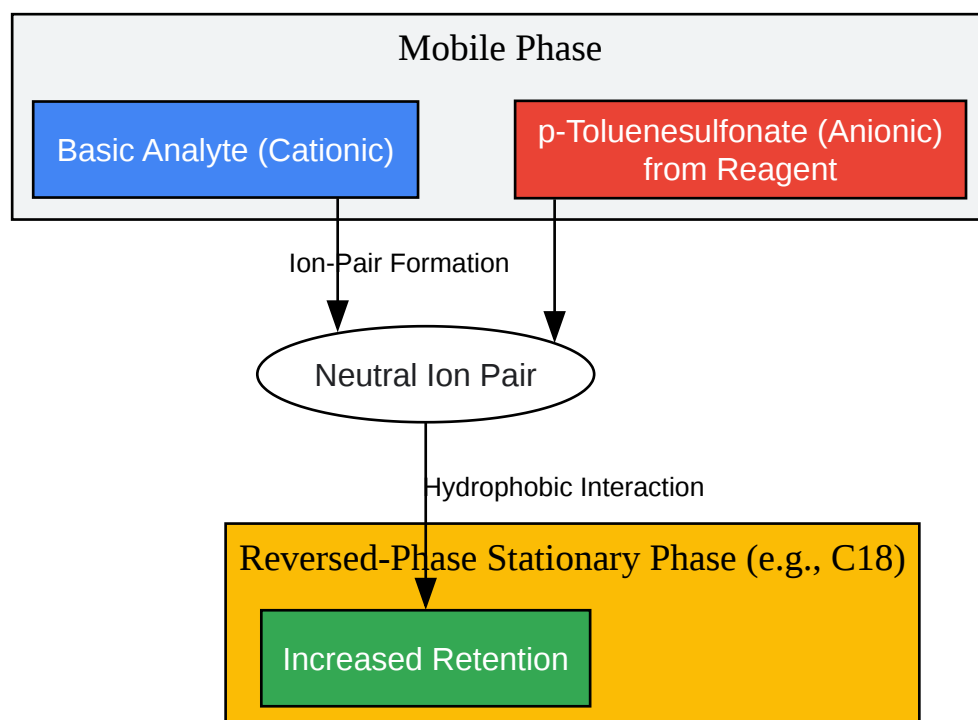 Mobile Phase
Basic Analyte (Cationic)
p-Toluenesulfonate (Anionic)
from Reagent
Ion-Pair Formation
Neutral Ion Pair
Hydrophobic Interaction
Reversed-Phase Stationary Phase (e.g., C18)
Increased Retention